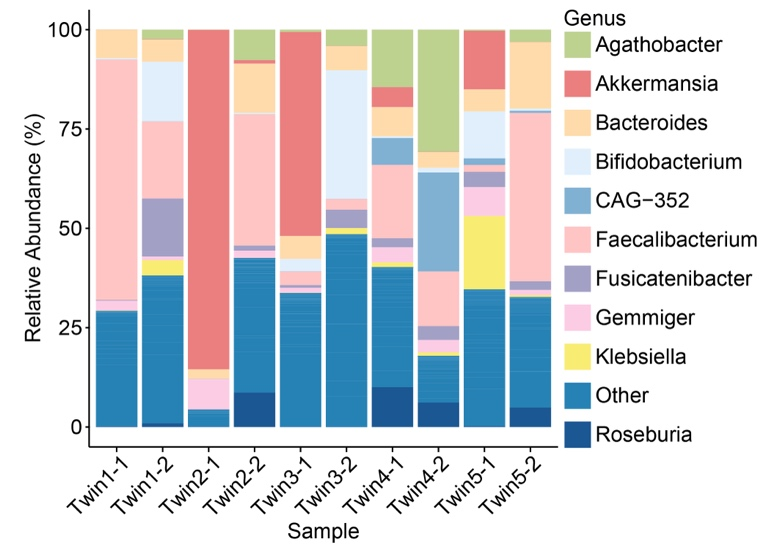 Genus
Agathobacter
Akkermansia
Bacteroides
Bifidobacterium
CAG−352
Faecalibacterium
Fusicatenibacter
Gemmiger
Klebsiella
Other
Roseburia
Relative Abundance (%)
100
75
50
25
0
Twin1-1
Twin1-2
Twin2-1
Twin2-2
Twin3-1
Twin3-2
Twin4-1
Twin4-2
Twin5-1
Twin5-2
Sample